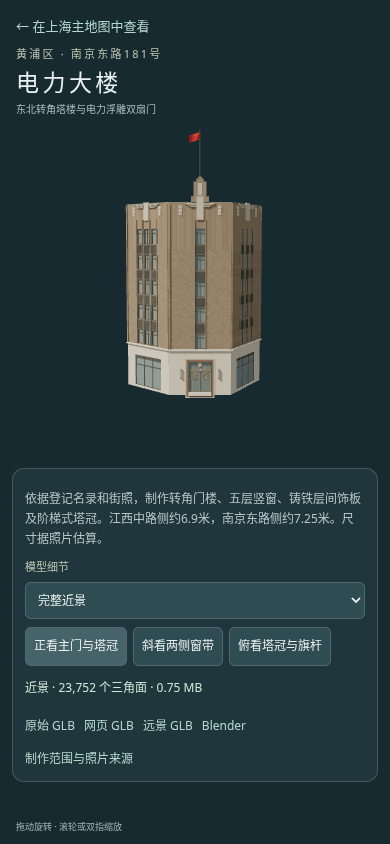 ← 在上海主地图中查看
黄浦区 · 南京东路181号
电力大楼
东北转角塔楼与电力浮雕双扇门
依据登记名录和街照，制作转角门楼、五层竖窗、铸铁层间饰板
及阶梯式塔冠。江西中路侧约6.9米，南京东路侧约7.25米。尺
寸据照片估算。
模型细节
完整近景
正看主门与塔冠 斜看两侧窗带 俯看塔冠与旗杆
近景 · 23,752 个三角面 · 0.75 MB
原始 GLB 网页 GLB 远景 GLB Blender
制作范围与照片来源
拖动旋转 · 滚轮或双指缩放